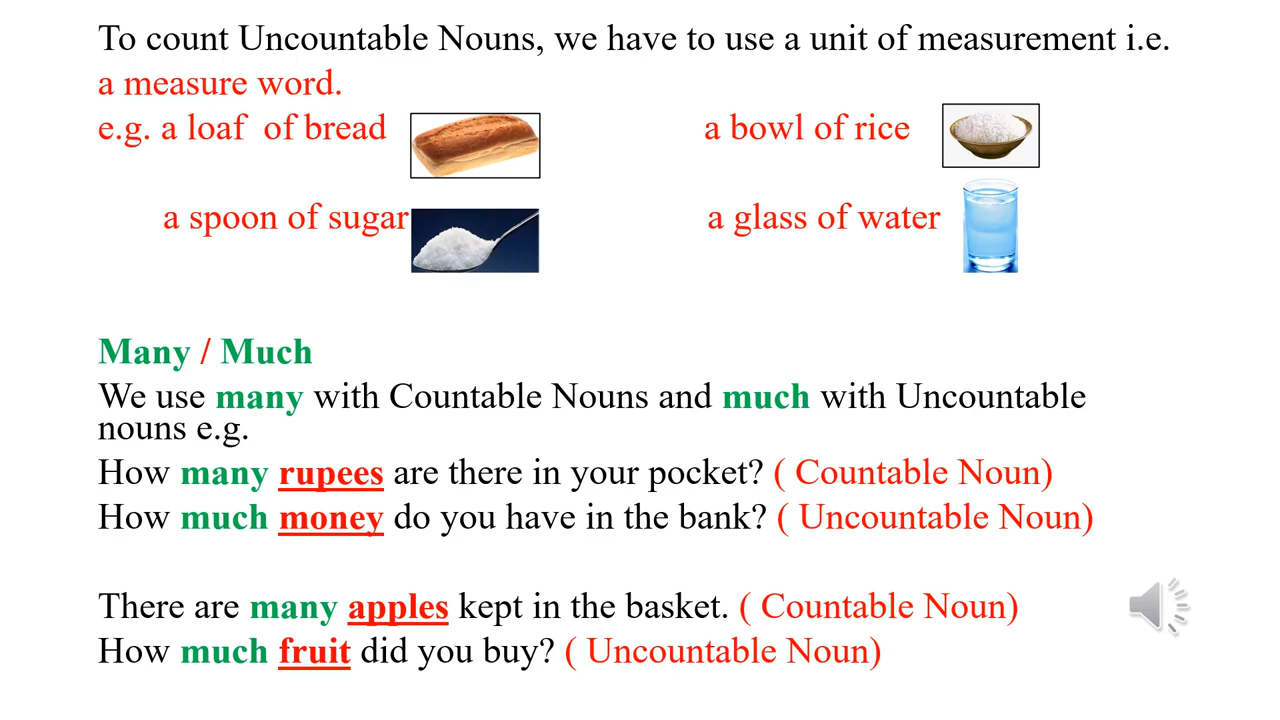 To count Uncountable Nouns, we have to use a unit of measurement i.e.
a measure word.
e.g. a loaf  of bread a bowl of rice
a spoon of sugar a glass of water
Many / Much
We use many with Countable Nouns and much with Uncountable
nouns e.g.
How many rupees are there in your pocket? ( Countable Noun)
How much money do you have in the bank? ( Uncountable Noun)
There are many apples kept in the basket. ( Countable Noun)
How much fruit did you buy? ( Uncountable Noun)